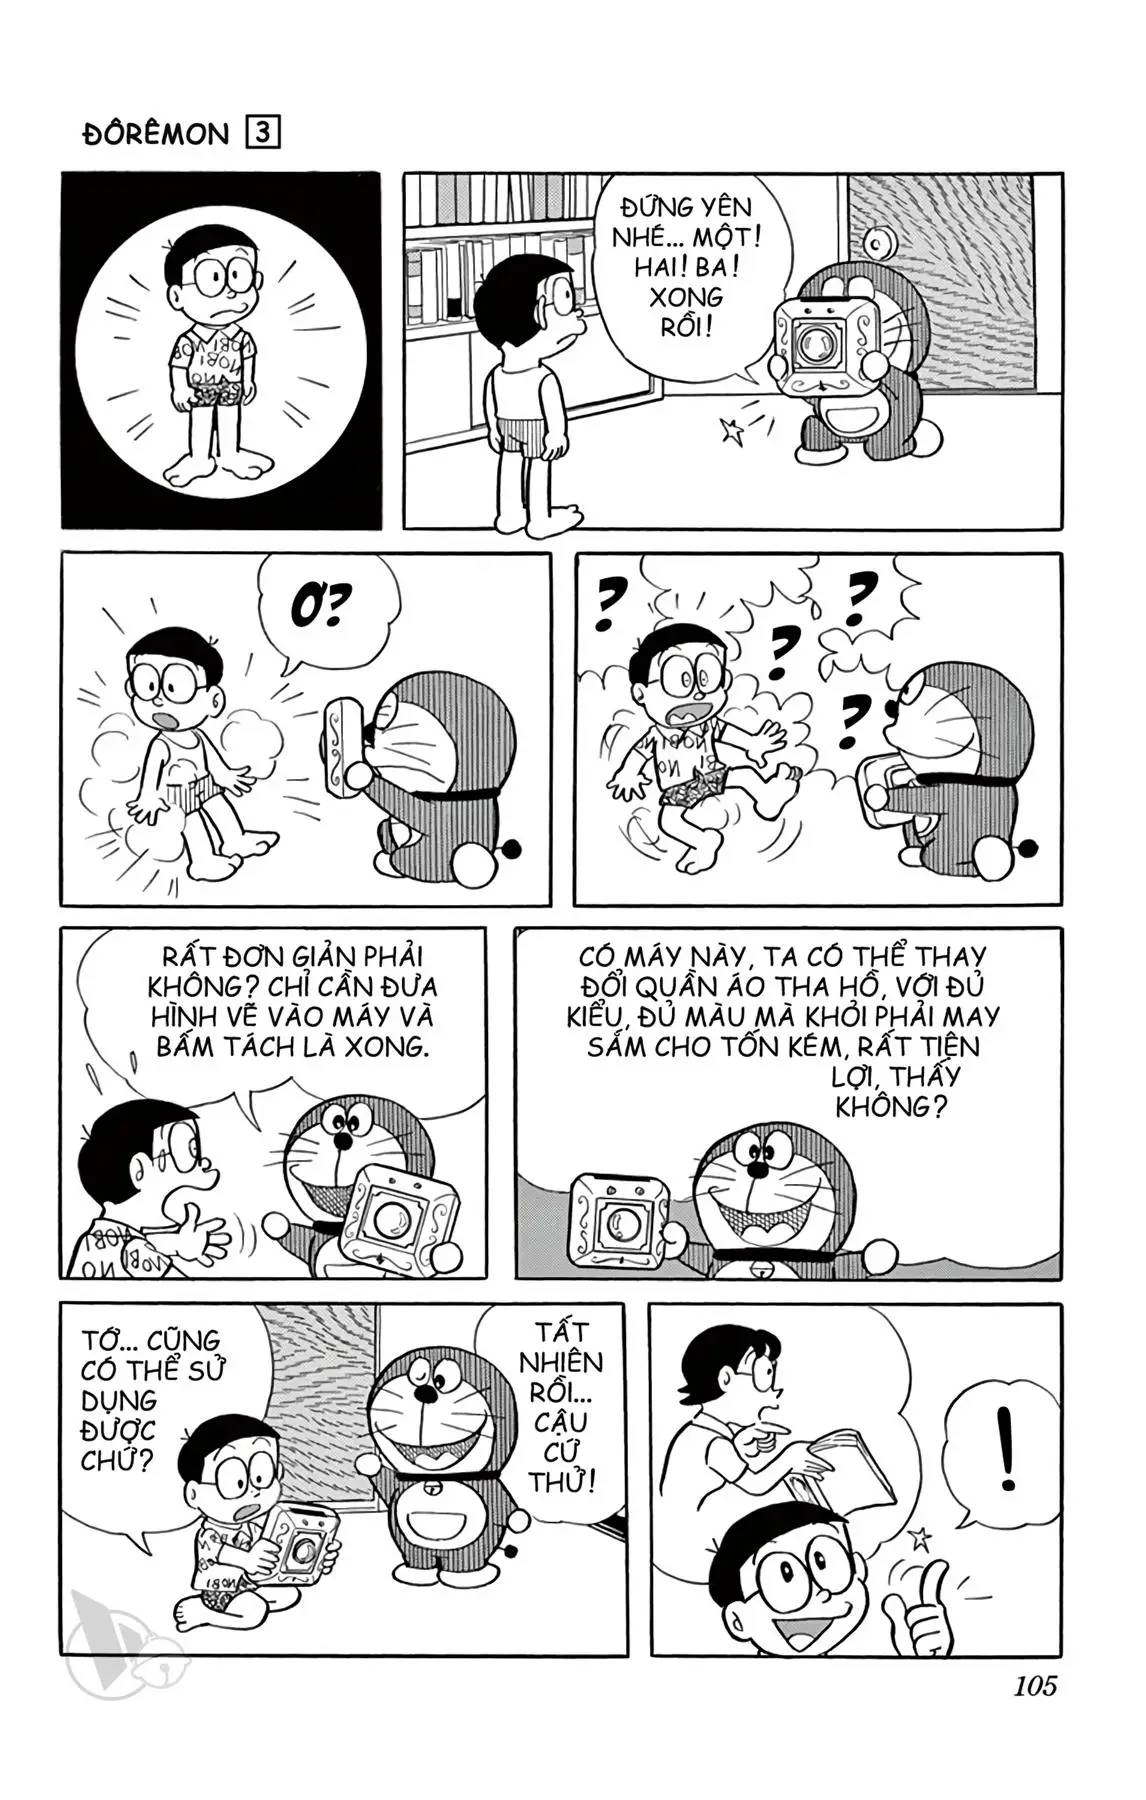 ĐÔRÊMON 3
ĐỨNG YÊN
NHÉ... MỘT!
HAI! BA!
XONG
RỒI!
Ơ?
?
?
?
?
RẤT ĐƠN GIẢN PHẢI
KHÔNG? CHỈ CẦN ĐƯA
HÌNH VẼ VÀO MÁY VÀ
BẤM TÁCH LÀ XONG.
CÓ MÁY NÀY, TA CÓ THỂ THAY
ĐỔI QUẦN ÁO THA HỒ, VỚI ĐỦ
KIỂU, ĐỦ MÀU MÀ KHỎI PHẢI MAY
SẮM CHO TỐN KÉM, RẤT TIỆN
LỢI, THẤY
KHÔNG?
TỚ... CŨNG
CÓ THỂ SỬ
DỤNG
ĐƯỢC
CHỨ?
TẤT
NHIÊN
RỒI...
CẬU
CỨ
THỬ!
!
105